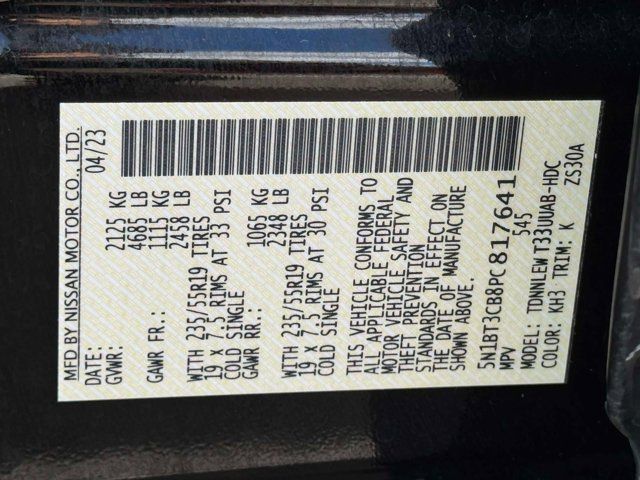 MFD BY NISSAN MOTOR CO., LTD.
DATE: 04/23
GVWR: 2125 KG
4685 LB
GAWR FR.: 1115 KG
2458 LB
WITH 235/55R19 TIRES
19 x 7.5 RIMS AT 33 PSI
COLD SINGLE
GAWR RR.: 1065 KG
2348 LB
WITH 235/55R19 TIRES
19 x 7.5 RIMS AT 30 PSI
COLD SINGLE
THIS VEHICLE CONFORMS TO
ALL APPLICABLE FEDERAL
MOTOR VEHICLE SAFETY AND
THEFT PREVENTION
STANDARDS IN EFFECT ON
THE DATE OF MANUFACTURE
SHOWN ABOVE.
5N1BT3CB8PC817641
MPV 545
MODEL: TDNNLEWT33UUAB-HDC
COLOR: KH3 TRIM: K ZS30A